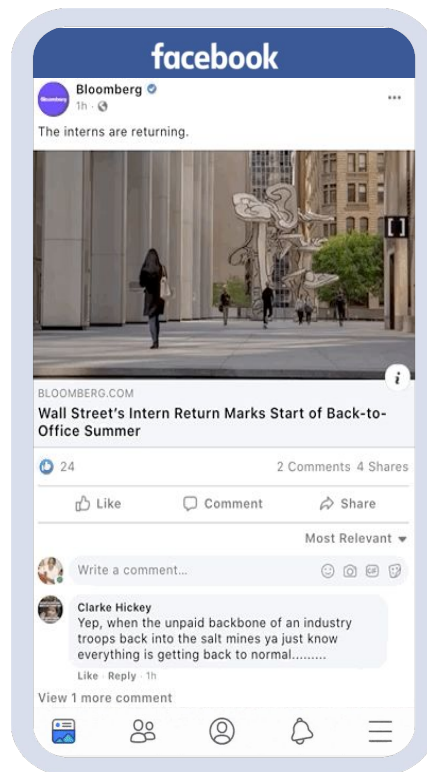 facebook
Bloomberg
1h
The interns are returning.
BLOOMBERG.COM
Wall Street's Intern Return Marks Start of Back-to-
Office Summer
24 2 Comments 4 Shares
Like Comment Share
Most Relevant
Write a comment...
GIF
Clarke Hickey
Yep, when the unpaid backbone of an industry
troops back into the salt mines ya just know
everything is getting back to normal.........
Like · Reply · 1h
View 1 more comment